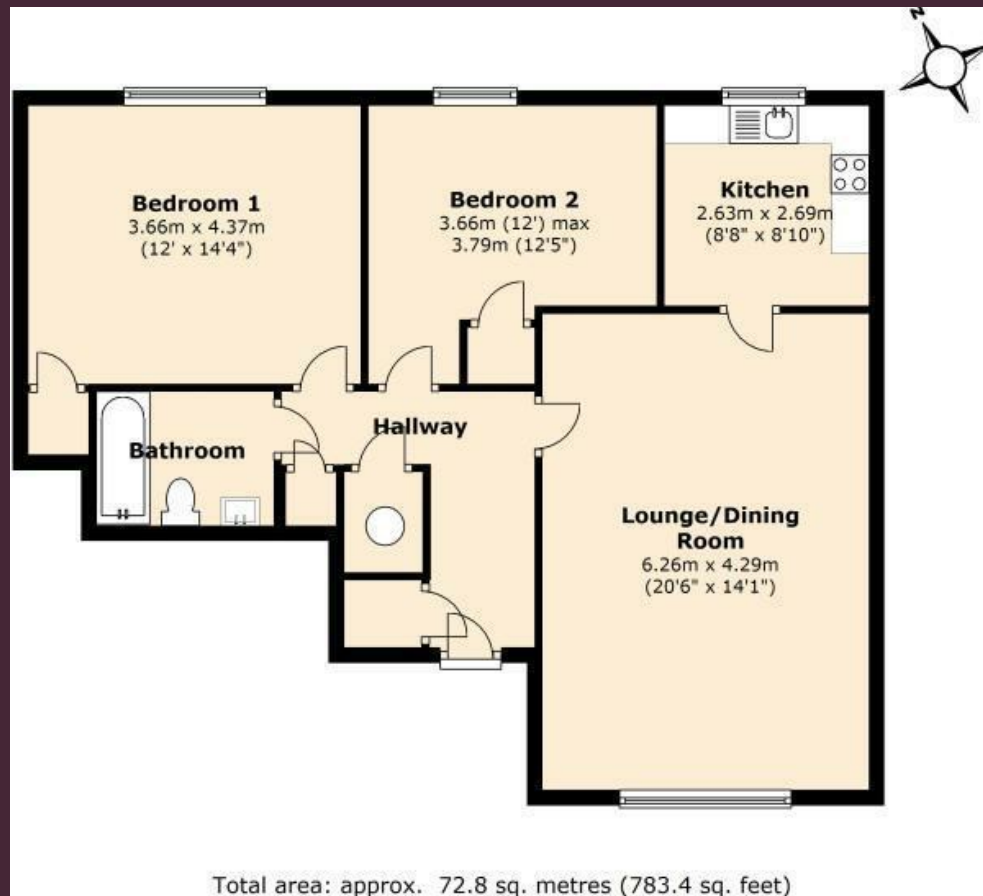 N
Bedroom 1
3.66m x 4.37m
(12' x 14'4")
Bedroom 2
3.66m (12') max
3.79m (12'5")
Kitchen
2.63m x 2.69m
(8'8" x 8'10")
Hallway
Bathroom
Lounge/Dining
Room
6.26m x 4.29m
(20'6" x 14'1")
Total area: approx. 72.8 sq. metres (783.4 sq. feet)